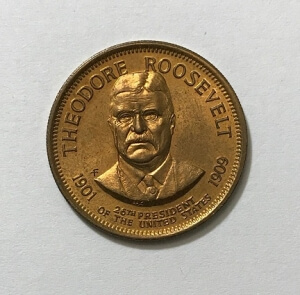 THEODORE ROOSEVELT
1901
1909
26TH PRESIDENT
OF THE UNITED STATES